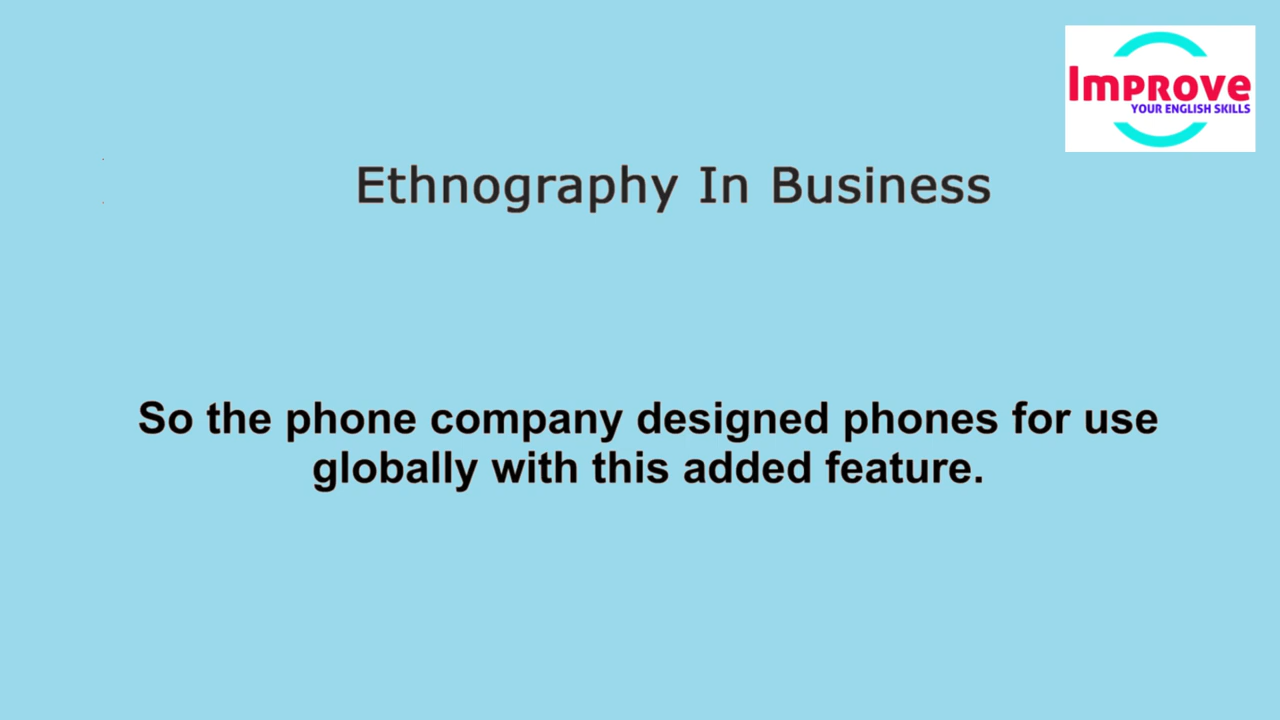 Improve
YOUR ENGLISH SKILLS
Ethnography In Business
So the phone company designed phones for use
globally with this added feature.